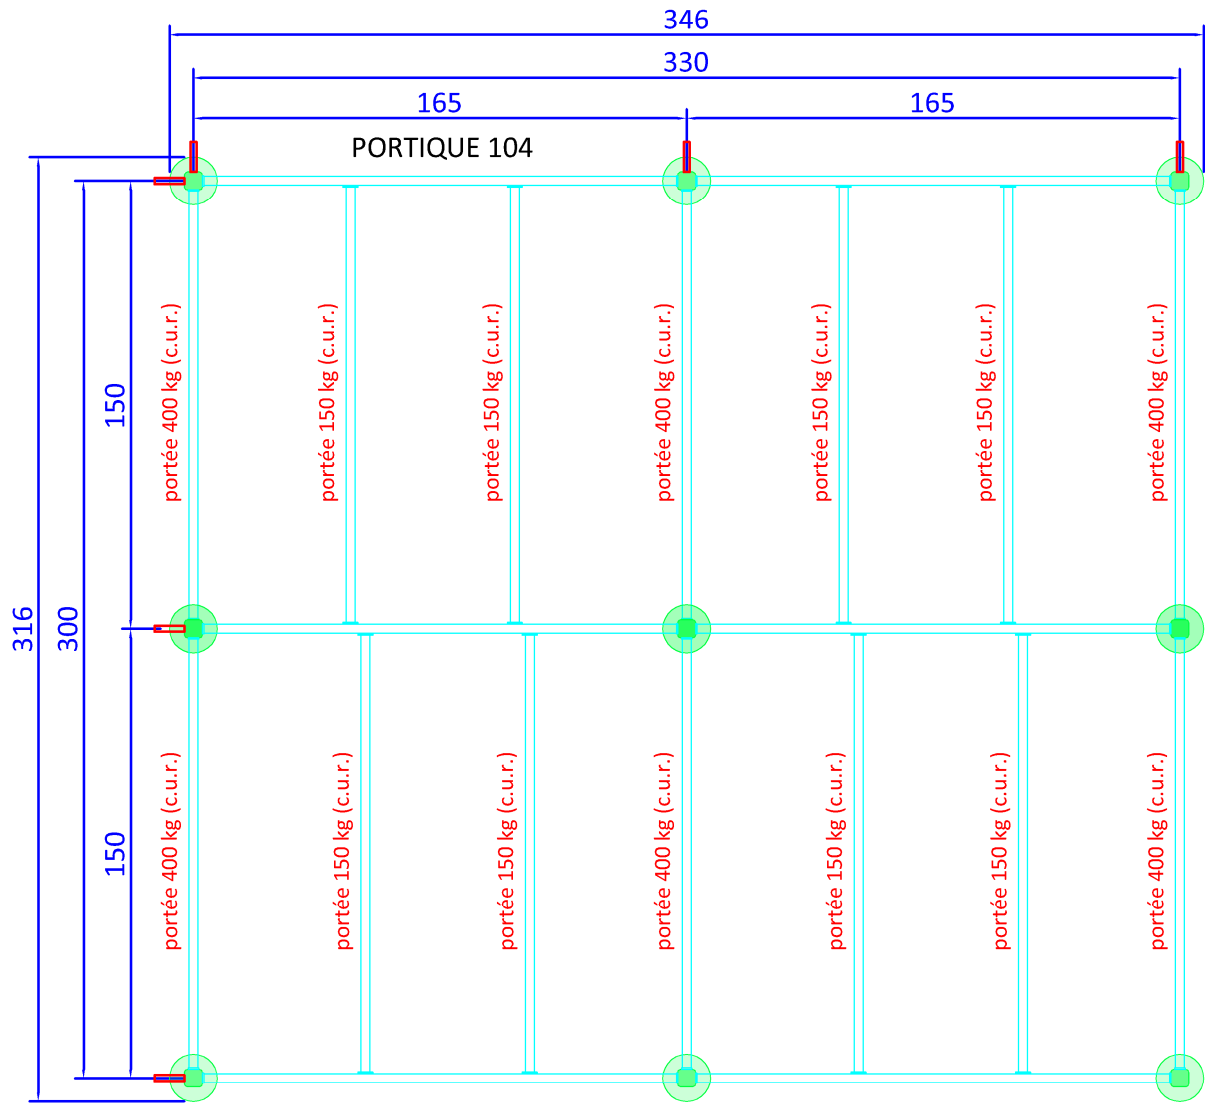 346
330
165
165
PORTIQUE 104
portée 400 kg (c.u.r.)
portée 150 kg (c.u.r.)
portée 150 kg (c.u.r.)
portée 400 kg (c.u.r.)
portée 150 kg (c.u.r.)
portée 150 kg (c.u.r.)
portée 400 kg (c.u.r.)
150
316
300
portée 400 kg (c.u.r.)
portée 150 kg (c.u.r.)
portée 150 kg (c.u.r.)
portée 400 kg (c.u.r.)
portée 150 kg (c.u.r.)
portée 150 kg (c.u.r.)
portée 400 kg (c.u.r.)
150